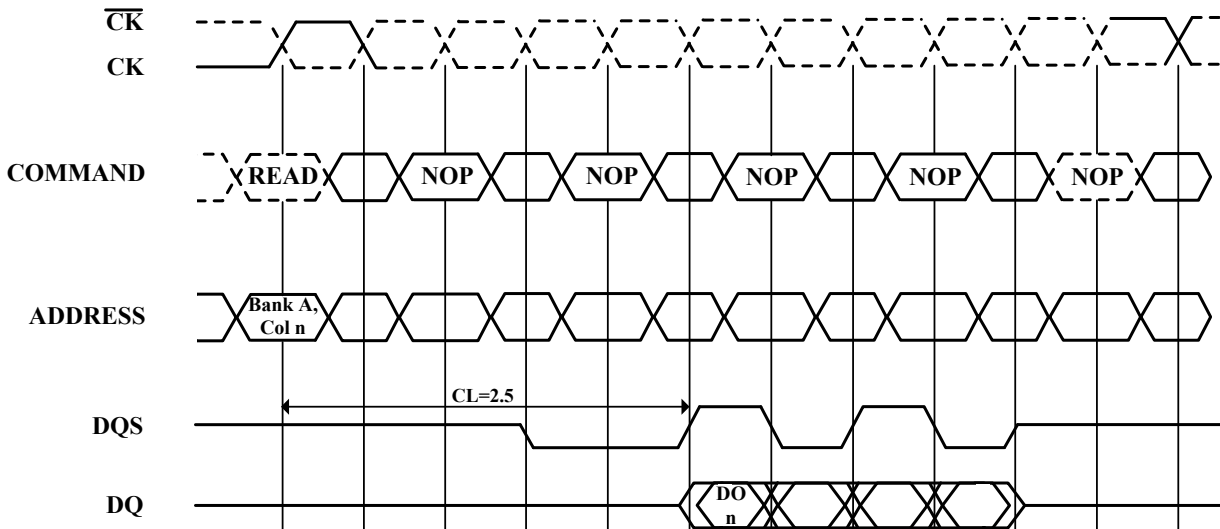 CK
CK
COMMAND READ NOP NOP NOP NOP NOP
ADDRESS Bank A,
Col n
CL=2.5
DQS
DQ DO
n